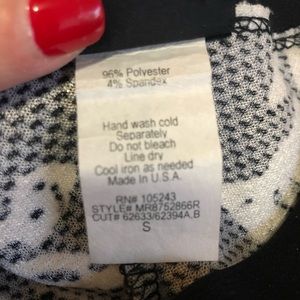 96% Polyester
4% Spandex
Hand wash cold
Separately
Do not bleach
Line dry
Cool iron as needed
Made In U.S.A.
RN# 105243
STYLE# MR8752866R
CUT# 62633/62394A,B
S